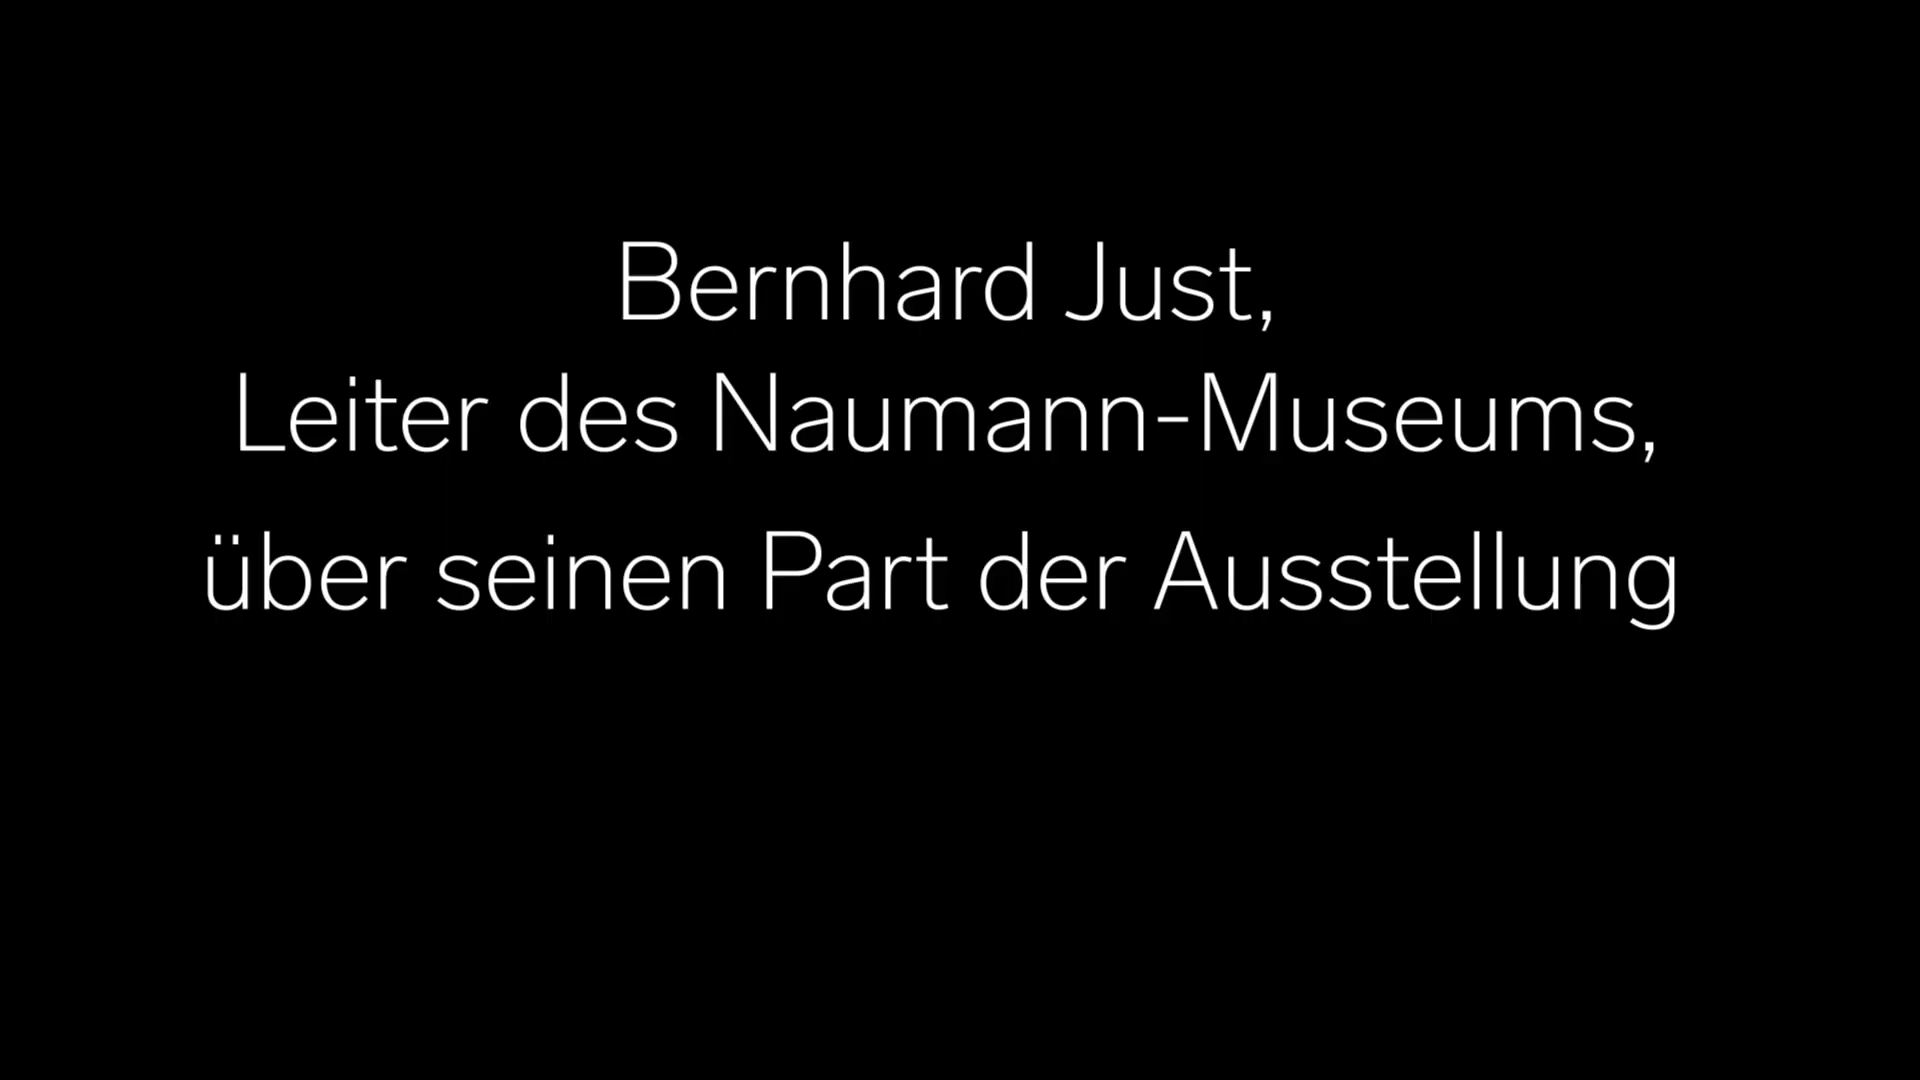 Bernhard Just,
Leiter des Naumann-Museums,
über seinen Part der Ausstellung